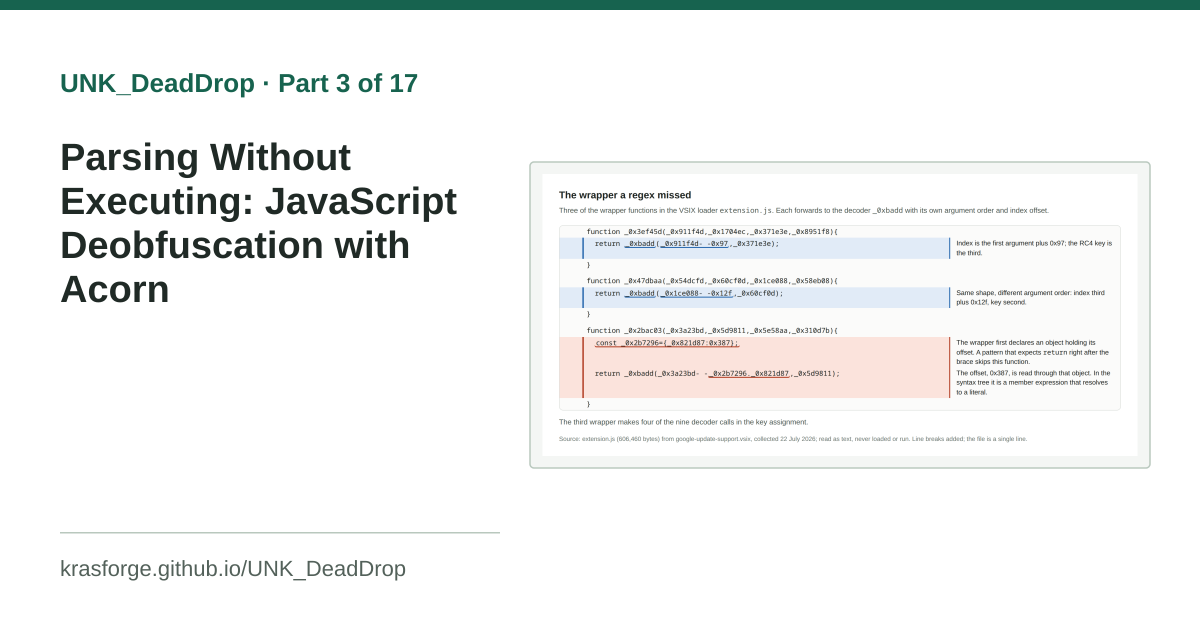 UNK_DeadDrop · Part 3 of 17
Parsing Without
Executing: JavaScript
Deobfuscation with
Acorn
The wrapper a regex missed
Three of the wrapper functions in the VSIX loader extension.js. Each forwards to the decoder _0xbadd with its own argument order and index offset.
function _0x3ef45d(_0x911f4d,_0x1704ec,_0x371e3e,_0x8951f8){
return _0xbadd(_0x911f4d- -0x97,_0x371e3e);
Index is the first argument plus 0x97; the RC4 key is
the third.
}
function _0x47dbaa(_0x54dcfd,_0x60cf0d,_0x1ce088,_0x58eb08){
return _0xbadd(_0x1ce088- -0x12f,_0x60cf0d);
Same shape, different argument order: index third
plus 0x12f, key second.
}
function _0x2bac03(_0x3a23bd,_0x5d9811,_0x5e58aa,_0x310d7b){
const _0x2b7296={_0x821d87:0x387};
The wrapper first declares an object holding its
offset. A pattern that expects return right after the
brace skips this function.
return _0xbadd(_0x3a23bd- -_0x2b7296._0x821d87,_0x5d9811);
The offset, 0x387, is read through that object. In the
syntax tree it is a member expression that resolves
to a literal.
}
The third wrapper makes four of the nine decoder calls in the key assignment.
Source: extension.js (606,460 bytes) from google-update-support.vsix, collected 22 July 2026; read as text, never loaded or run. Line breaks added; the file is a single line.
krasforge.github.io/UNK_DeadDrop